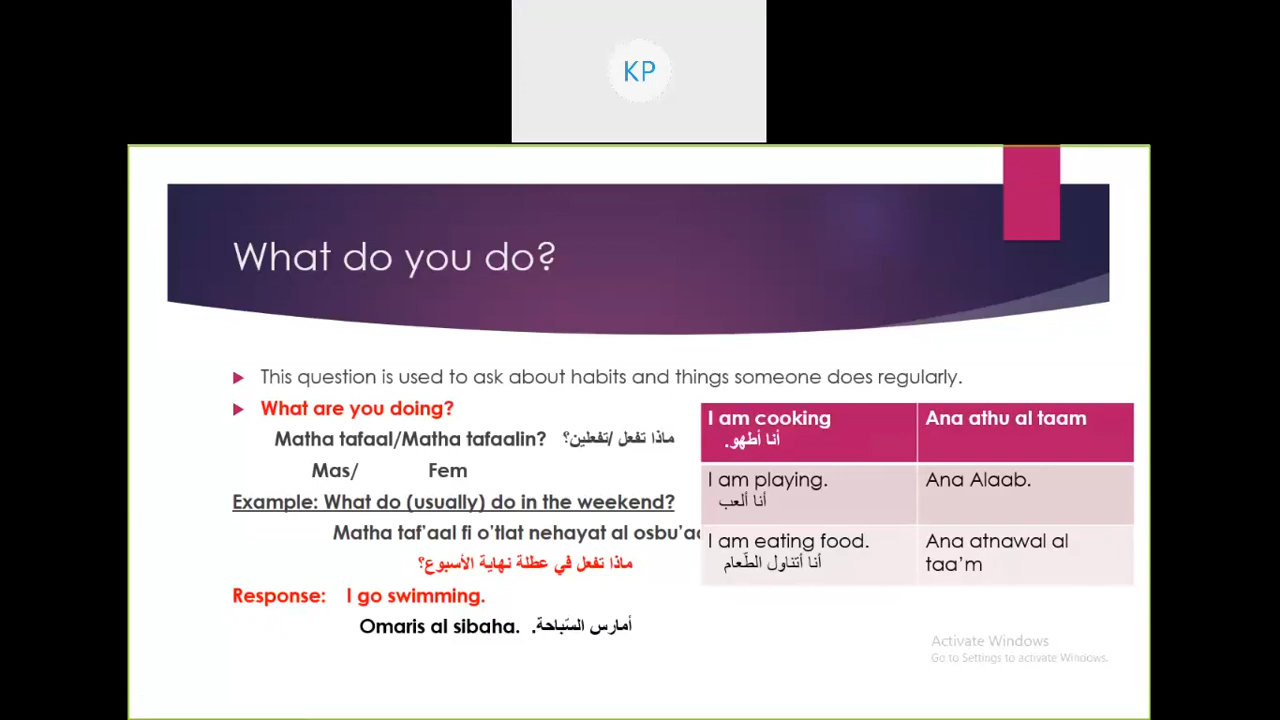 KP
What do you do?
This question is used to ask about habits and things someone does regularly.
What are you doing?
Matha tafaal/Matha tafaalin? ماذا تفعل /تفعلين؟
Mas/ Fem
Example: What do (usually) do in the weekend?
Matha taf’aal fi o’tlat nehayat al osbu’aa
ماذا تفعل في عطلة نهاية الأسبوع؟
Response: I go swimming.
Omaris al sibaha. أمارس السّباحة.
I am cooking
أنا أطهو.
Ana athu al taam
I am playing.
أنا ألعب
Ana Alaab.
I am eating food.
أنا أتناول الطّعام
Ana atnawal al
taa’m
Activate Windows
Go to Settings to activate Windows.